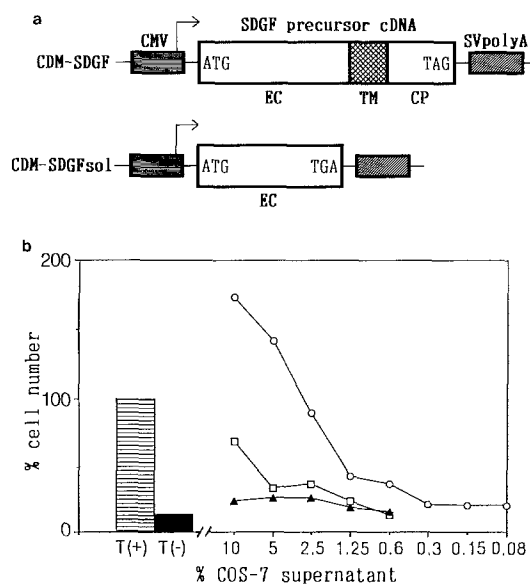 a
SDGF precursor cDNA
CMV
SVpolyA
CDM-SDGF
ATG
TAG
EC
TM
CP
CDM-SDGFsol
ATG
TGA
EC
b
200
100
0
% cell number
T(+)
T(-)
10
5
2.5
1.25
0.6
0.3
0.15
0.08
% COS-7 supernatant